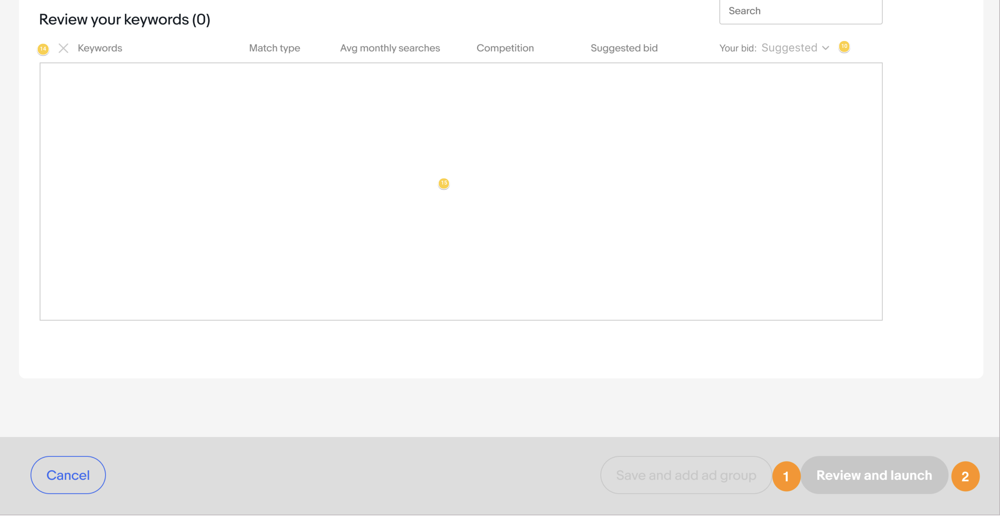 Search
Review your keywords (0)
14 Keywords Match type Avg monthly searches Competition Suggested bid Your bid: Suggested 10
15
Cancel Save and add ad group 1 Review and launch 2